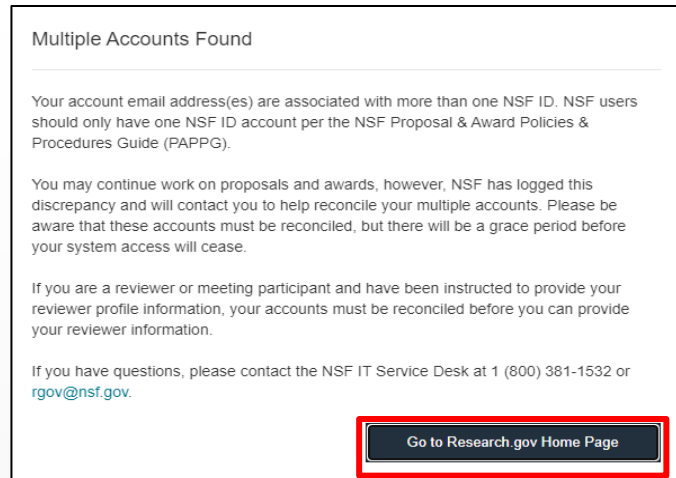 Multiple Accounts Found
Your account email address(es) are associated with more than one NSF ID. NSF users
should only have one NSF ID account per the NSF Proposal & Award Policies &
Procedures Guide (PAPPG).
You may continue work on proposals and awards, however, NSF has logged this
discrepancy and will contact you to help reconcile your multiple accounts. Please be
aware that these accounts must be reconciled, but there will be a grace period before
your system access will cease.
If you are a reviewer or meeting participant and have been instructed to provide your
reviewer profile information, your accounts must be reconciled before you can provide
your reviewer information.
If you have questions, please contact the NSF IT Service Desk at 1 (800) 381-1532 or
rgov@nsf.gov.
Go to Research.gov Home Page